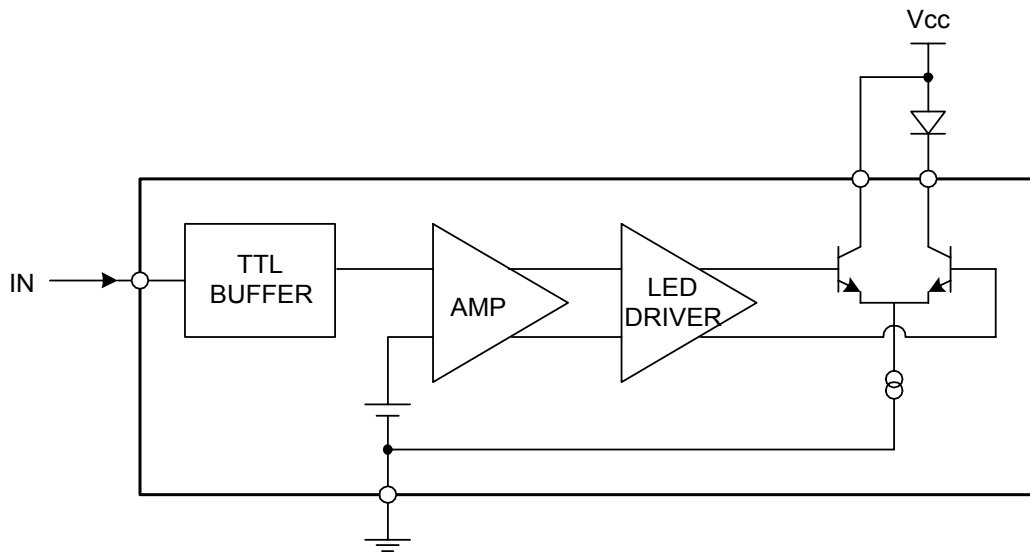 Vcc
IN
TTL
BUFFER
AMP
LED
DRIVER